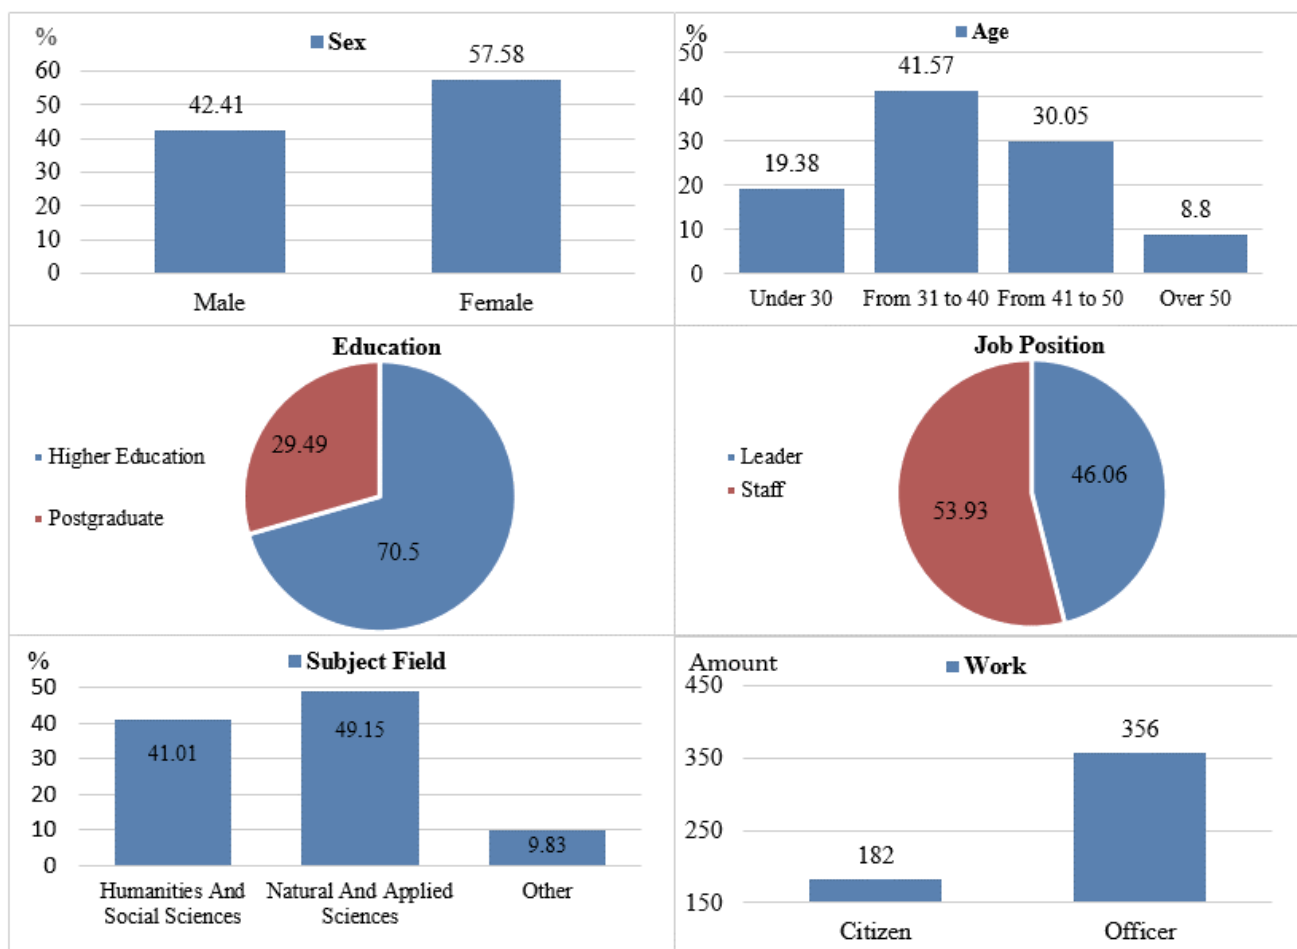 %
Sex
60
50
40
30
20
10
0
42.41
57.58
Male
Female
%
Age
50
40
30
20
10
0
19.38
41.57
30.05
8.8
Under 30
From 31 to 40
From 41 to 50
Over 50
Education
Higher Education
Postgraduate
29.49
70.5
Job Position
Leader
Staff
46.06
53.93
%
Subject Field
50
40
30
20
10
0
41.01
49.15
9.83
Humanities And
Social Sciences
Natural And Applied
Sciences
Other
Amount
Work
450
350
250
150
182
356
Citizen
Officer